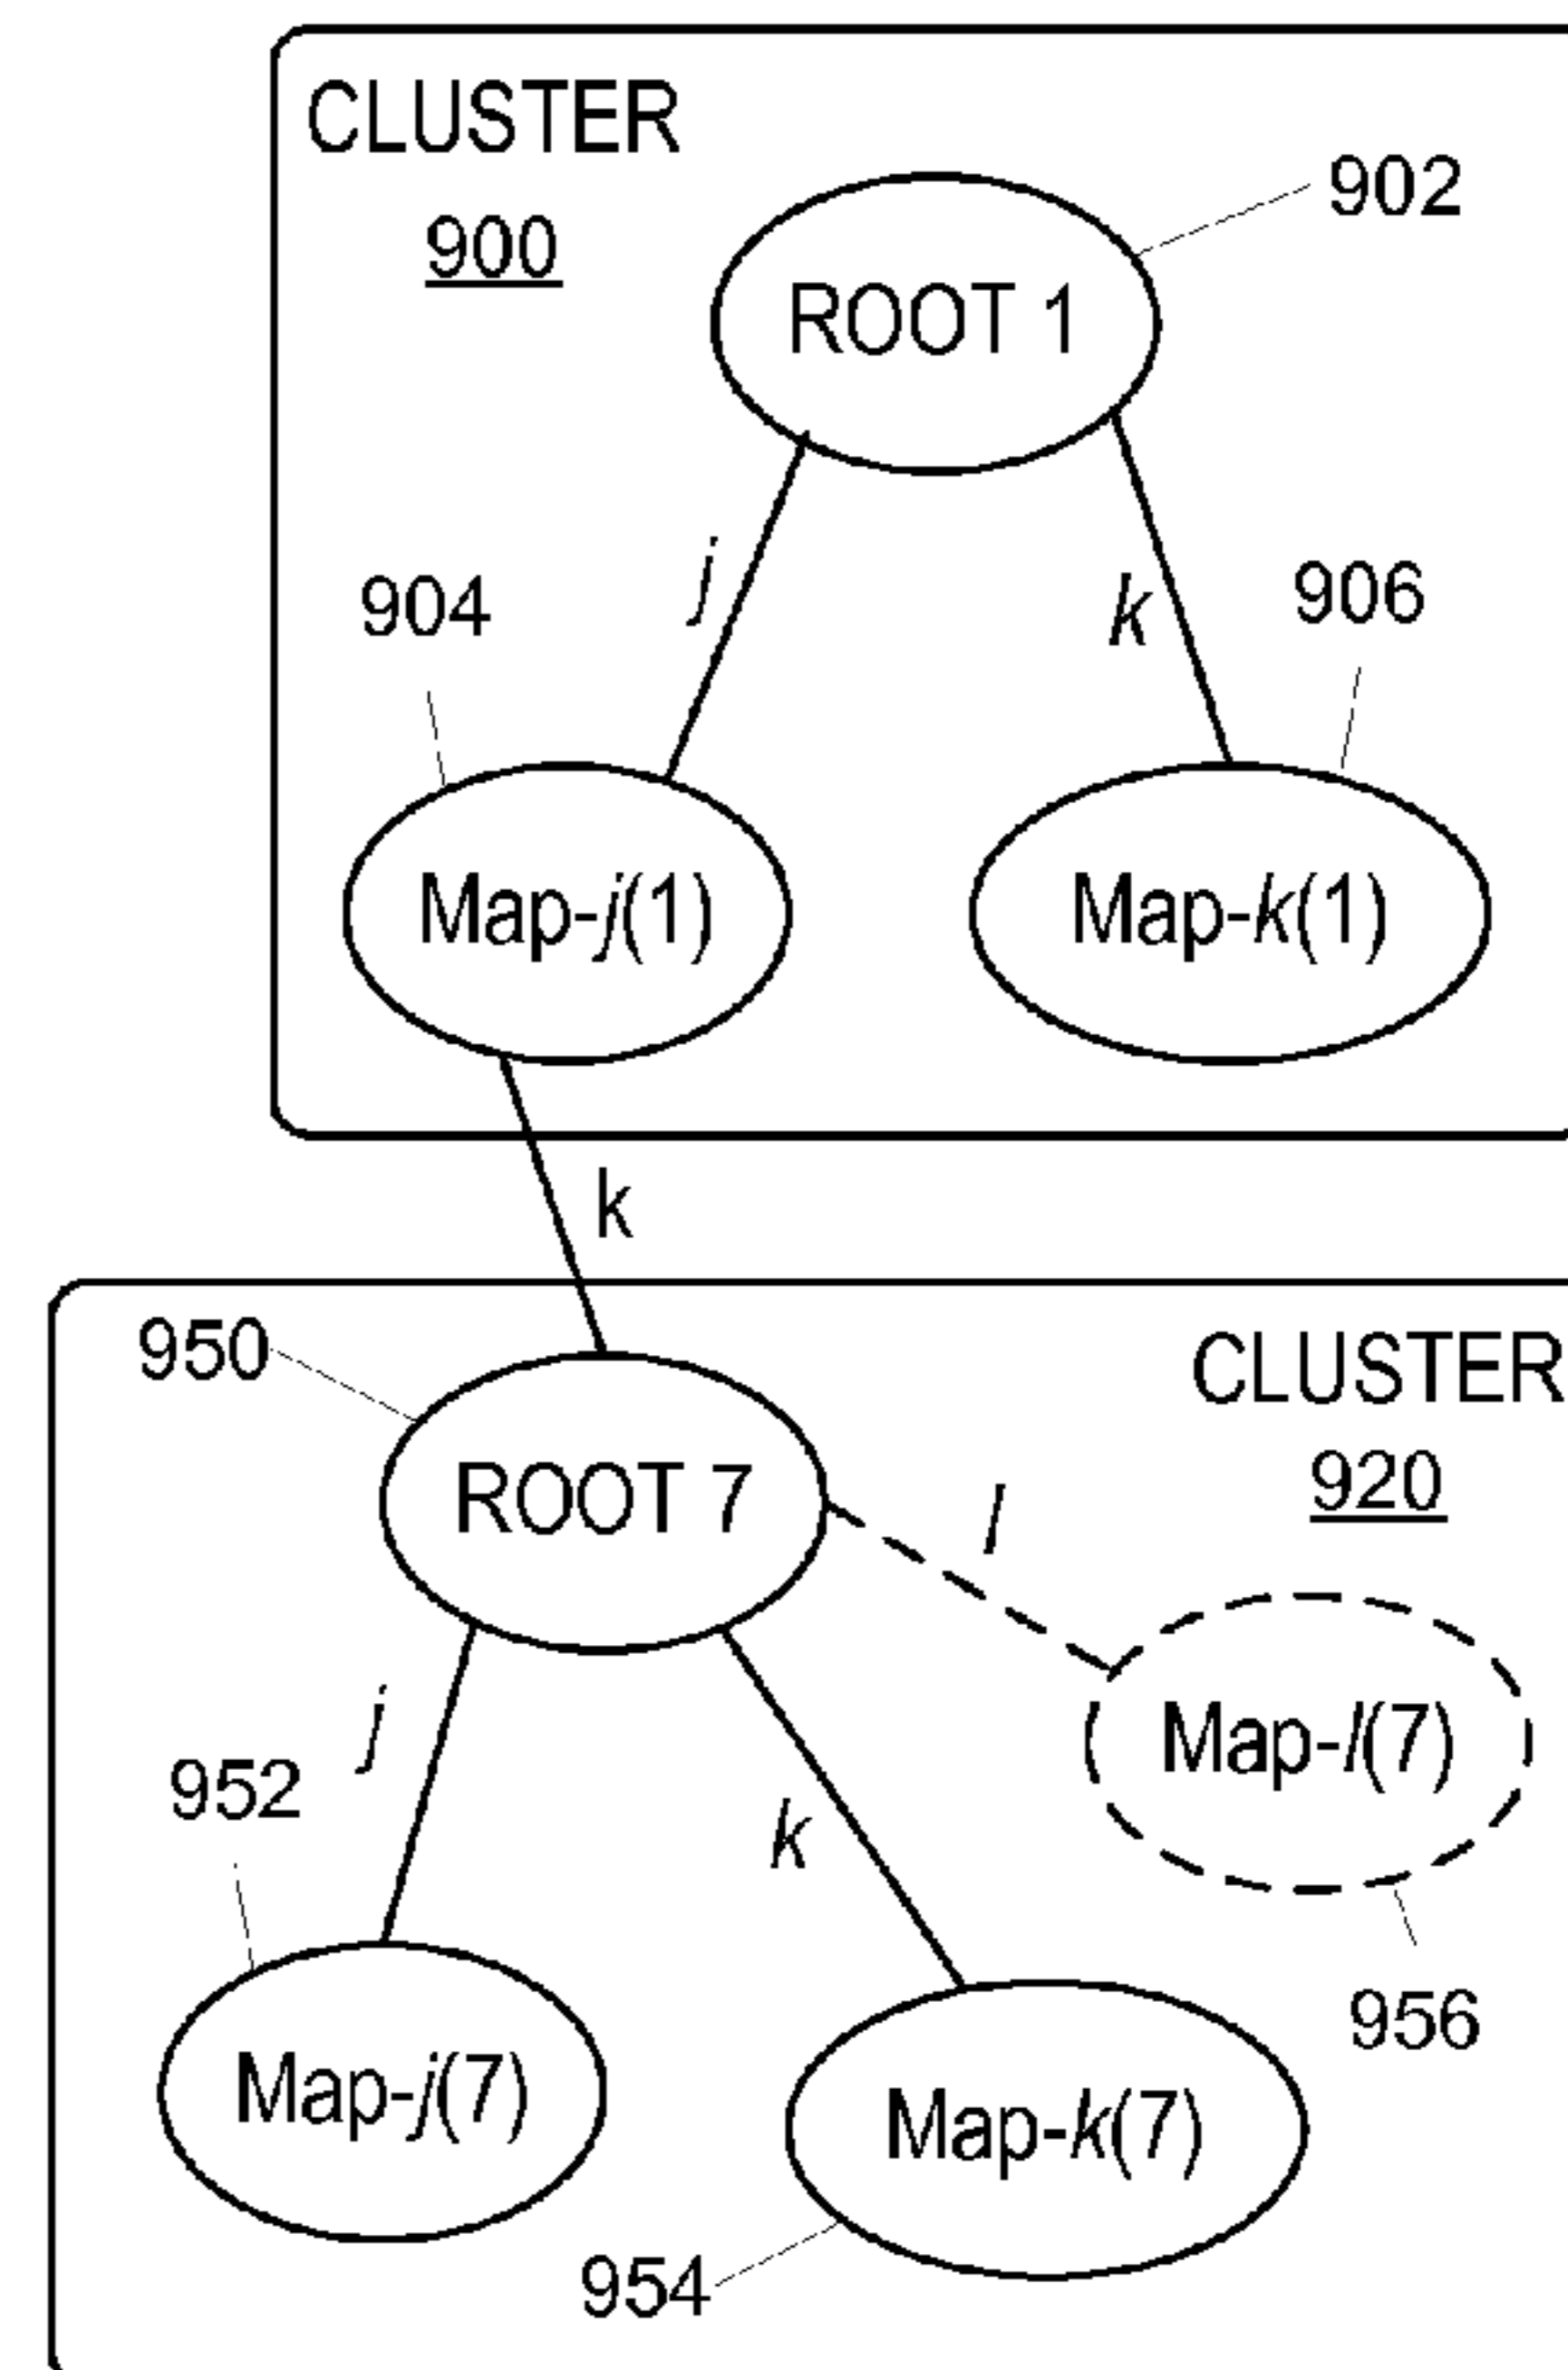 CLUSTER
900
902
ROOT 1
j
k
904
906
Map-j(1)
Map-k(1)
k
950
CLUSTER
920
ROOT 7
l
j
k
952
Map-l(7)
956
Map-j(7)
Map-k(7)
954